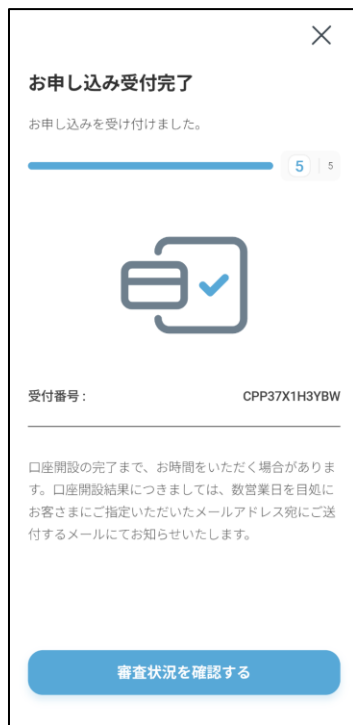 お申し込み受付完了
お申し込みを受け付けました。
5 | 5
受付番号 : CPP37X1H3YBW
口座開設の完了まで、お時間をいただく場合がありま
す。口座開設結果につきましては、数営業日を目処に
お客さまにご指定いただいたメールアドレス宛にご送
付するメールにてお知らせいたします。
審査状況を確認する